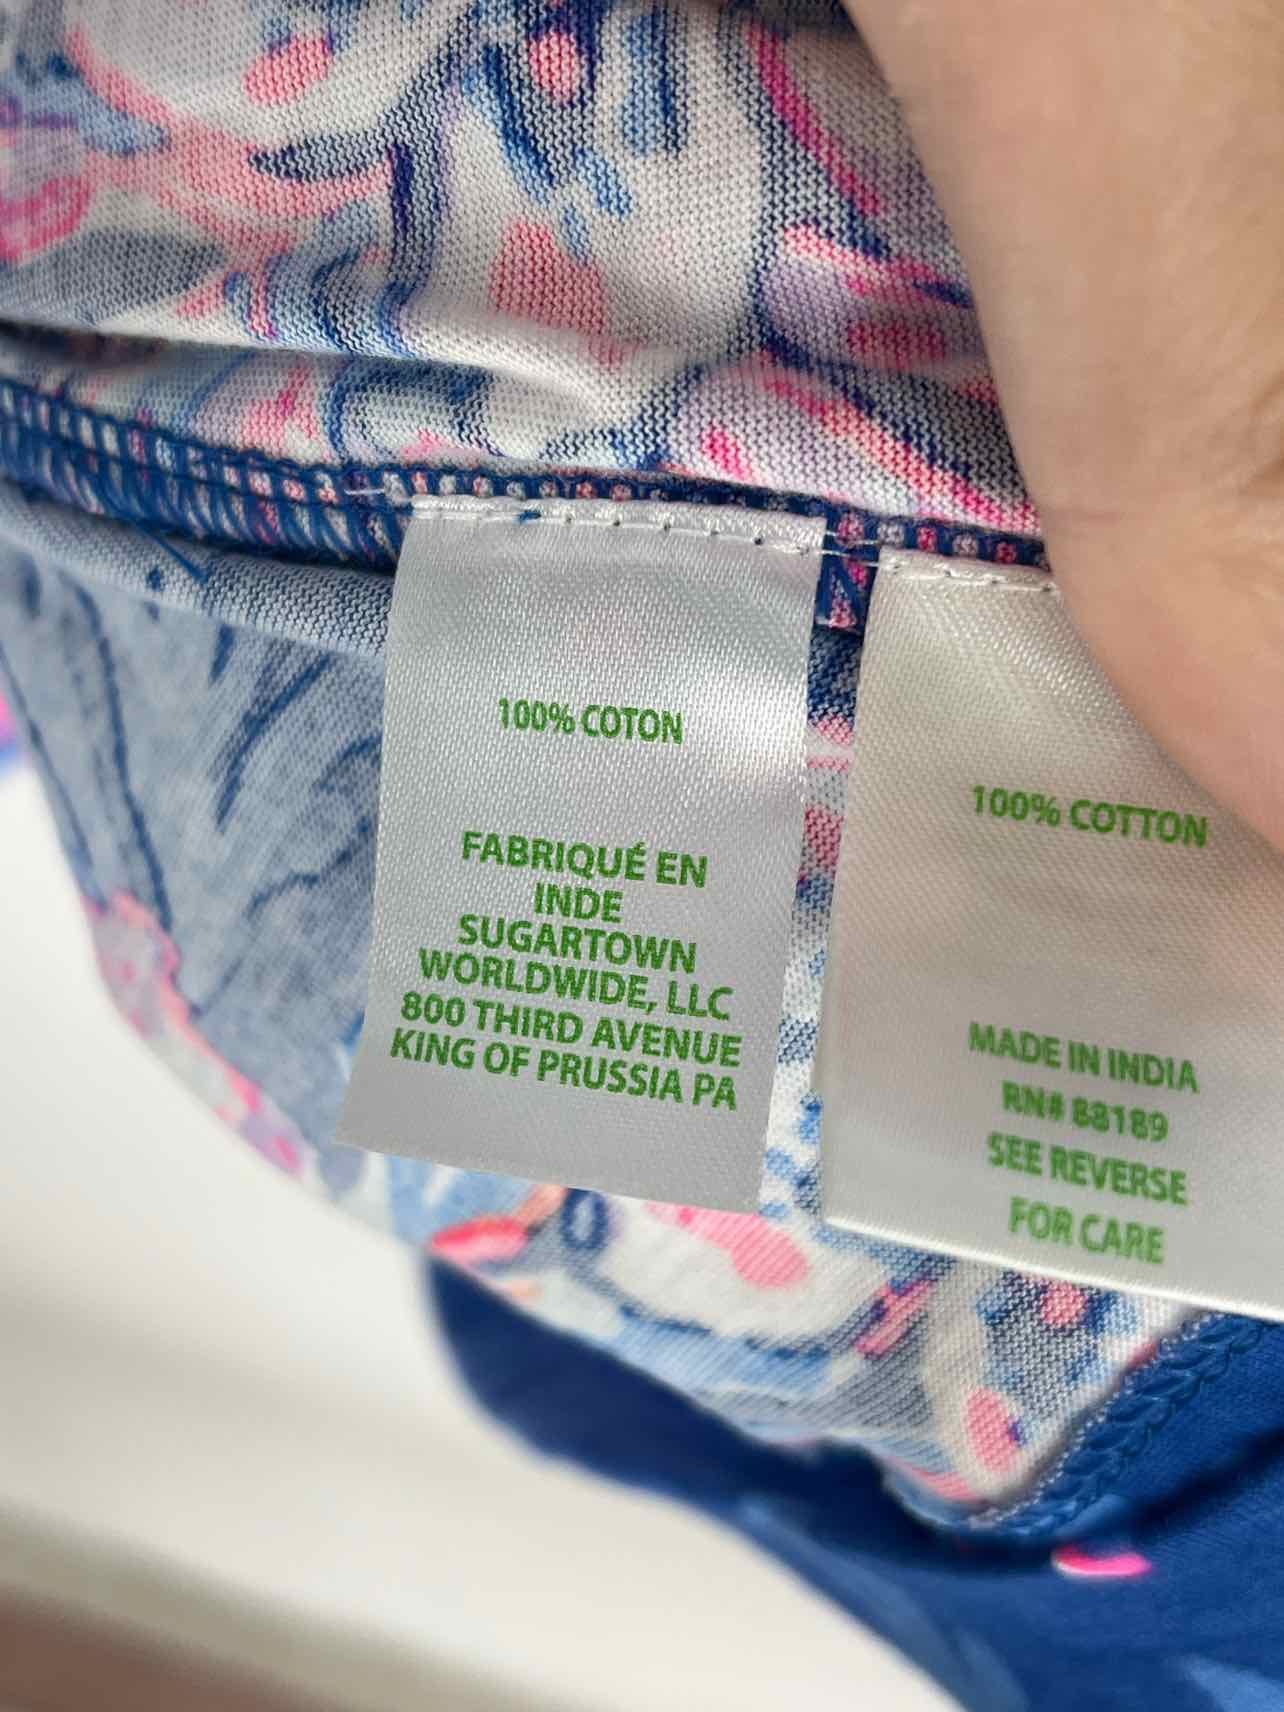 100% COTON
FABRIQUÉ EN
INDE
SUGARTOWN
WORLDWIDE, LLC
800 THIRD AVENUE
KING OF PRUSSIA PA
100% COTTON
MADE IN INDIA
RN# 88189
SEE REVERSE
FOR CARE